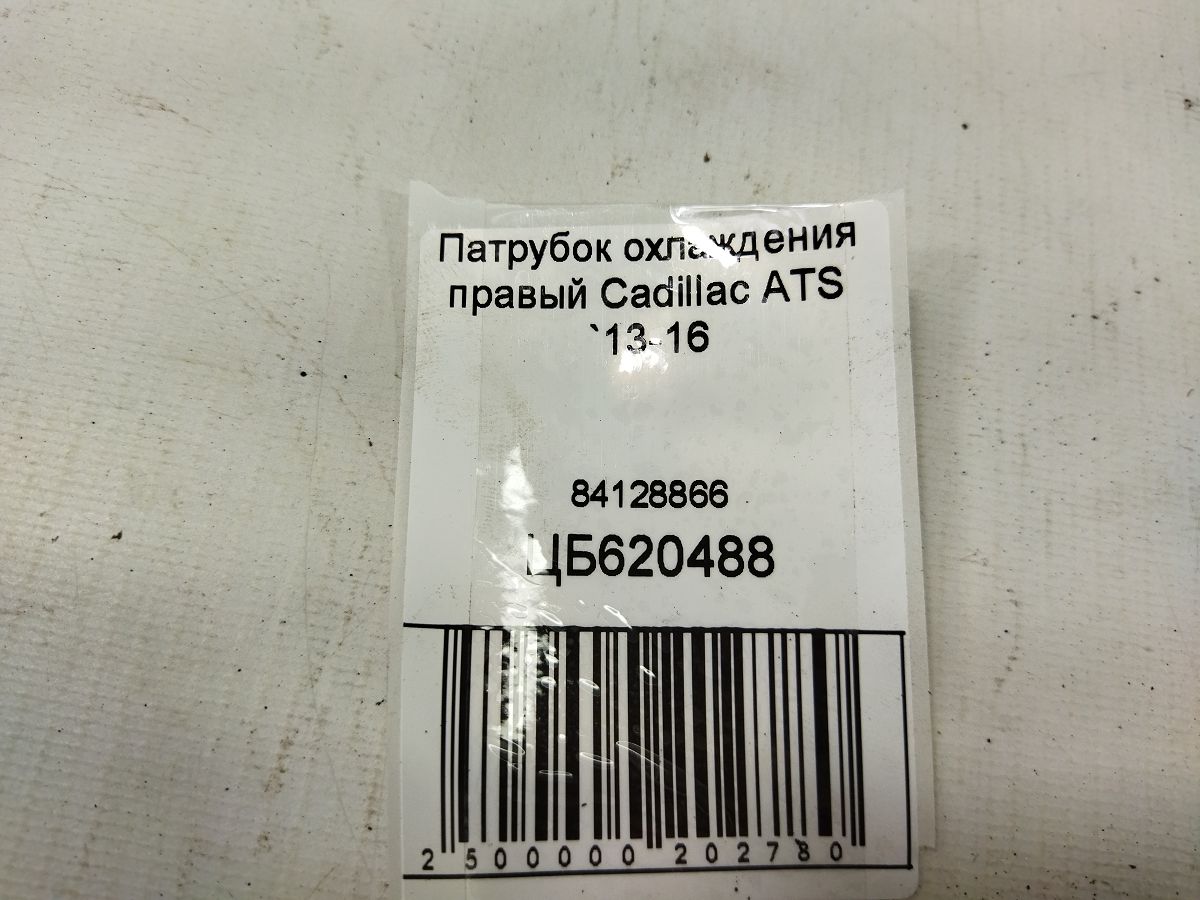 Патрубок охлаждения
правый Cadillac ATS
`13-16
84128866
ЦБ620488
2 500000 202780